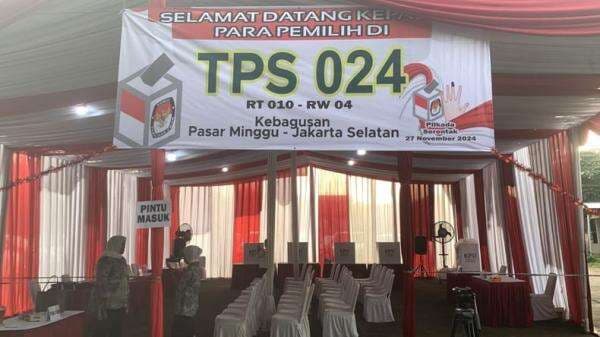 SELAMAT DATANG
PARA PEMILIH DI
TPS 024
RT 010 - RW 04
Kebagusan
Pasar Minggu - Jakarta Selatan
Pilkada
Serentak
27 November 2024
PINTU
MASUK
KPU